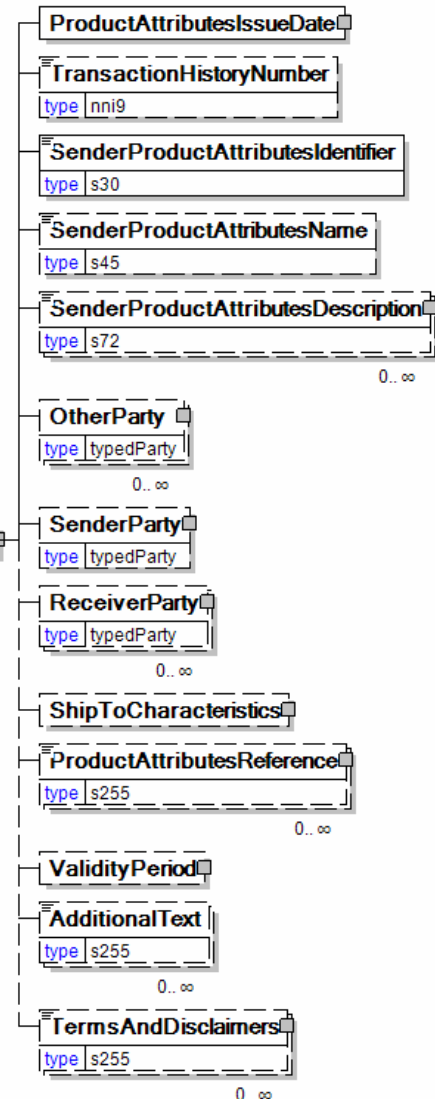 ProductAttributesIssueDate
TransactionHistoryNumber
type nni9
SenderProductAttributesIdentifier
type s30
SenderProductAttributesName
type s45
SenderProductAttributesDescription
type s72
0.. ∞
OtherParty
type typedParty
0.. ∞
SenderParty
type typedParty
ReceiverParty
type typedParty
0.. ∞
ShipToCharacteristics
ProductAttributesReference
type s255
0.. ∞
ValidityPeriod
AdditionalText
type s255
0.. ∞
TermsAndDisclaimers
type s255
0.. ∞